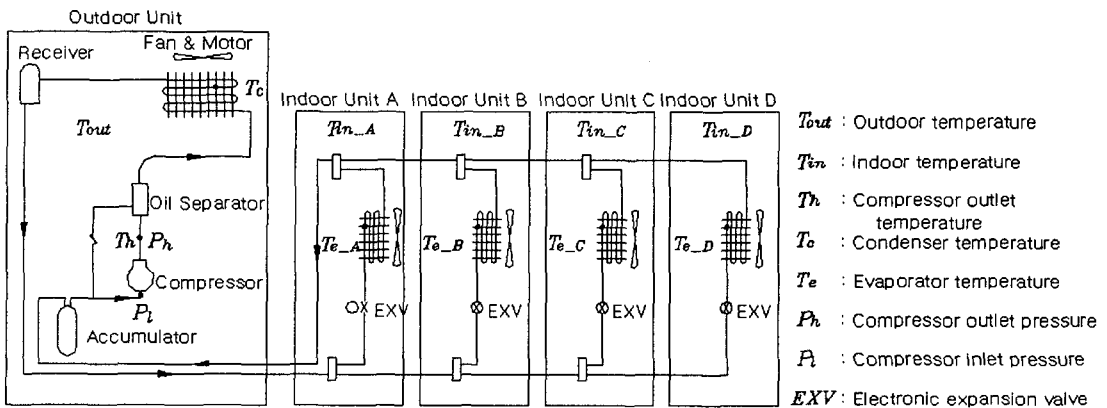 Outdoor Unit
Receiver
Fan & Motor
Tc
Tout
Oil Separator
Th Ph
Compressor
Pl
Accumulator
Indoor Unit A
Tin_A
Te_A
EXV
Indoor Unit B
Tin_B
Te_B
EXV
Indoor Unit C
Tin_C
Te_C
EXV
Indoor Unit D
Tin_D
Te_D
EXV
Tout : Outdoor temperature
Tin : Indoor temperature
Th : Compressor outlet
temperature
Tc : Condenser temperature
Te : Evaporator temperature
Ph : Compressor outlet pressure
Pl : Compressor inlet pressure
EXV : Electronic expansion valve